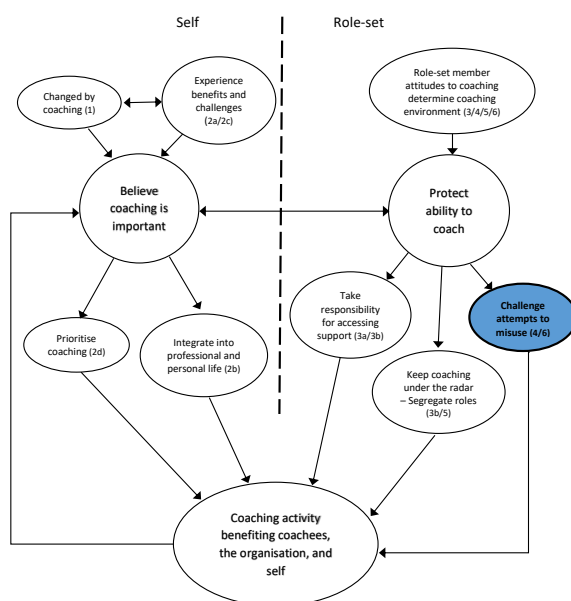 Self
Role-set
Changed by
coaching (1)
Experience
benefits and
challenges
(2a/2c)
Role-set member
attitudes to coaching
determine coaching
environment (3/4/5/6)
Believe
coaching is
important
Protect
ability to
coach
Prioritise
coaching (2d)
Integrate into
professional and
personal life (2b)
Take
responsibility
for accessing
support (3a/3b)
Challenge
attempts to
misuse (4/6)
Keep coaching
under the radar
– Segregate roles
(3b/5)
Coaching activity
benefiting coachees,
the organisation, and
self